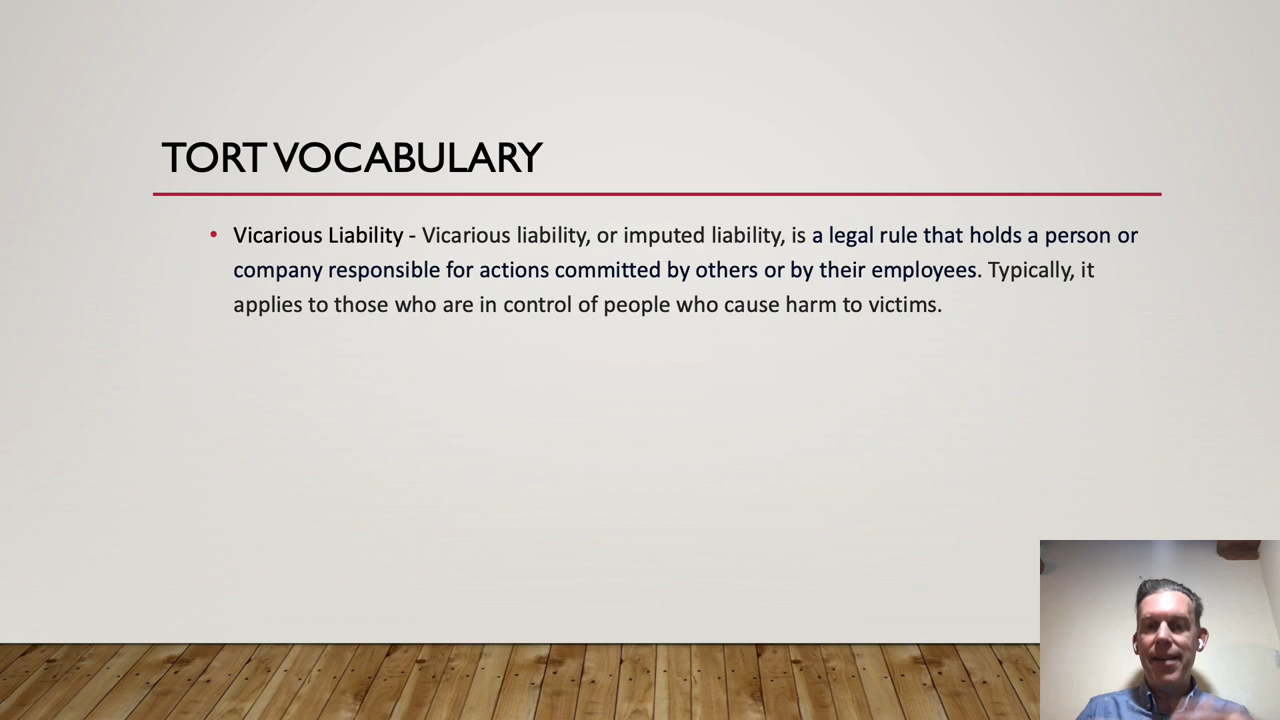 TORT VOCABULARY
• Vicarious Liability - Vicarious liability, or imputed liability, is a legal rule that holds a person or
company responsible for actions committed by others or by their employees. Typically, it
applies to those who are in control of people who cause harm to victims.